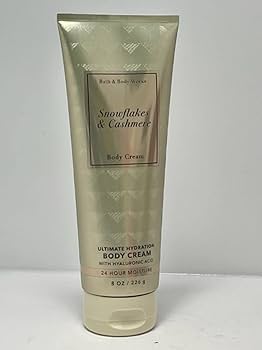 Bath & Body Works
Snowflakes
& Cashmere
Body Cream
ULTIMATE HYDRATION
BODY CREAM
WITH HYALURONIC ACID
24 HOUR MOISTURE
8 OZ / 226 g